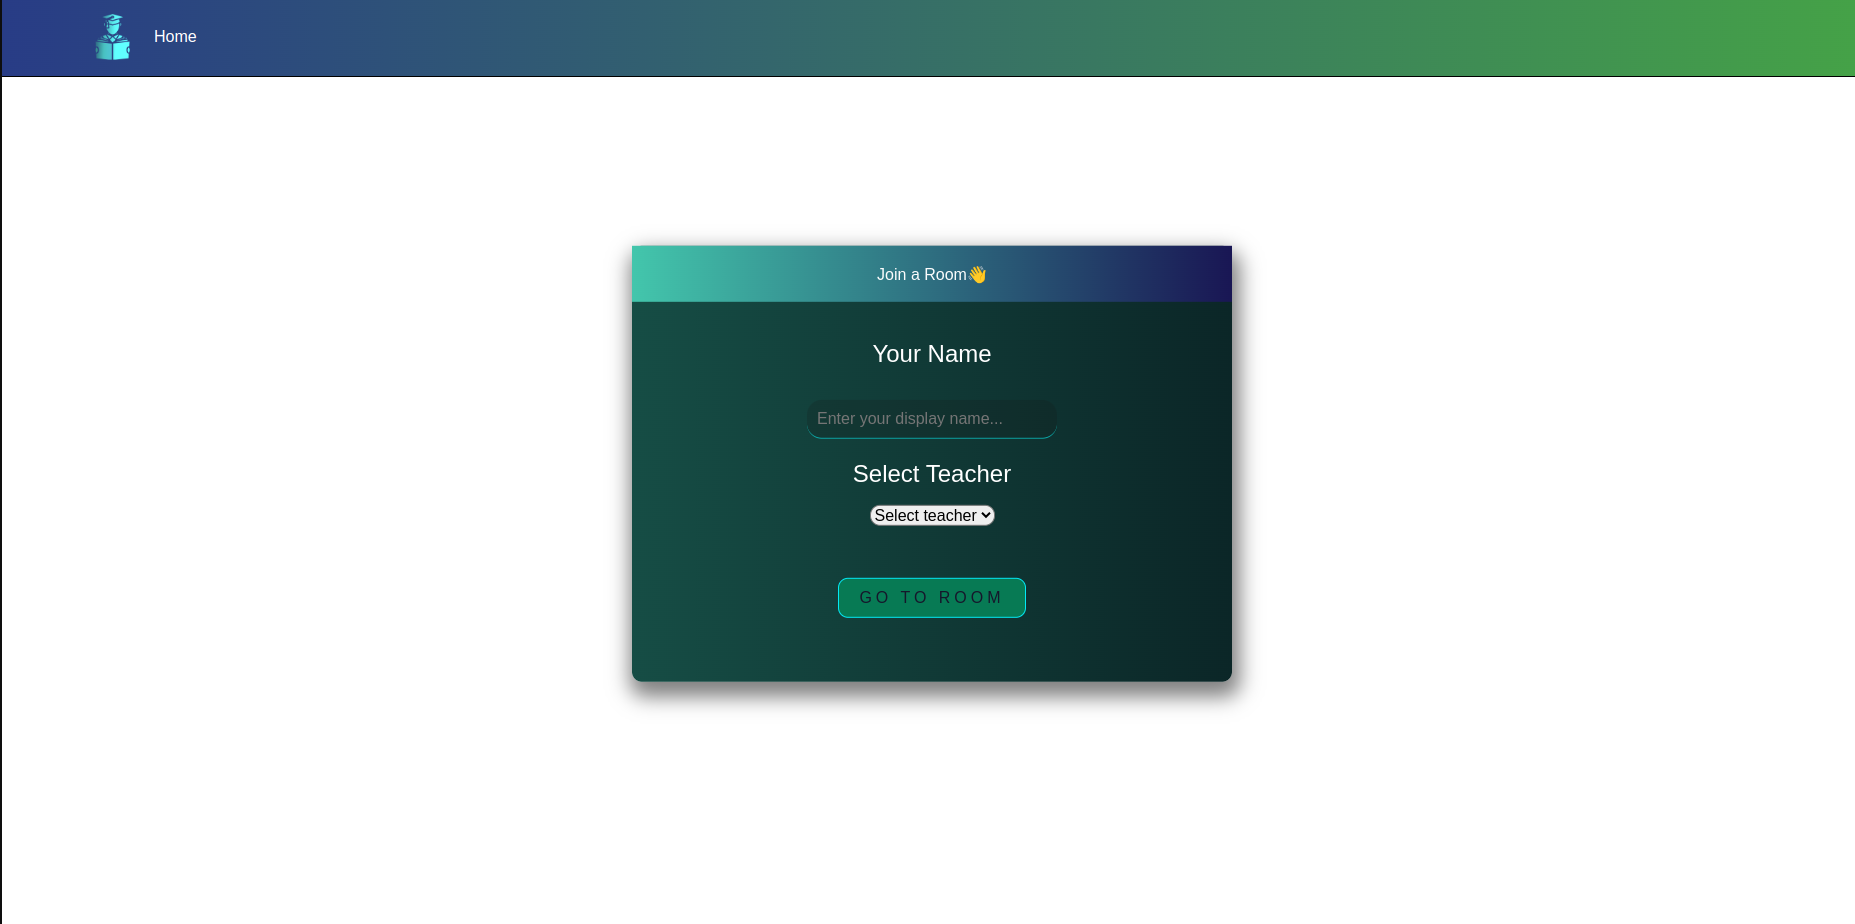 Home
Join a Room👋
Your Name
Enter your display name...
Select Teacher
Select teacher
GO TO ROOM